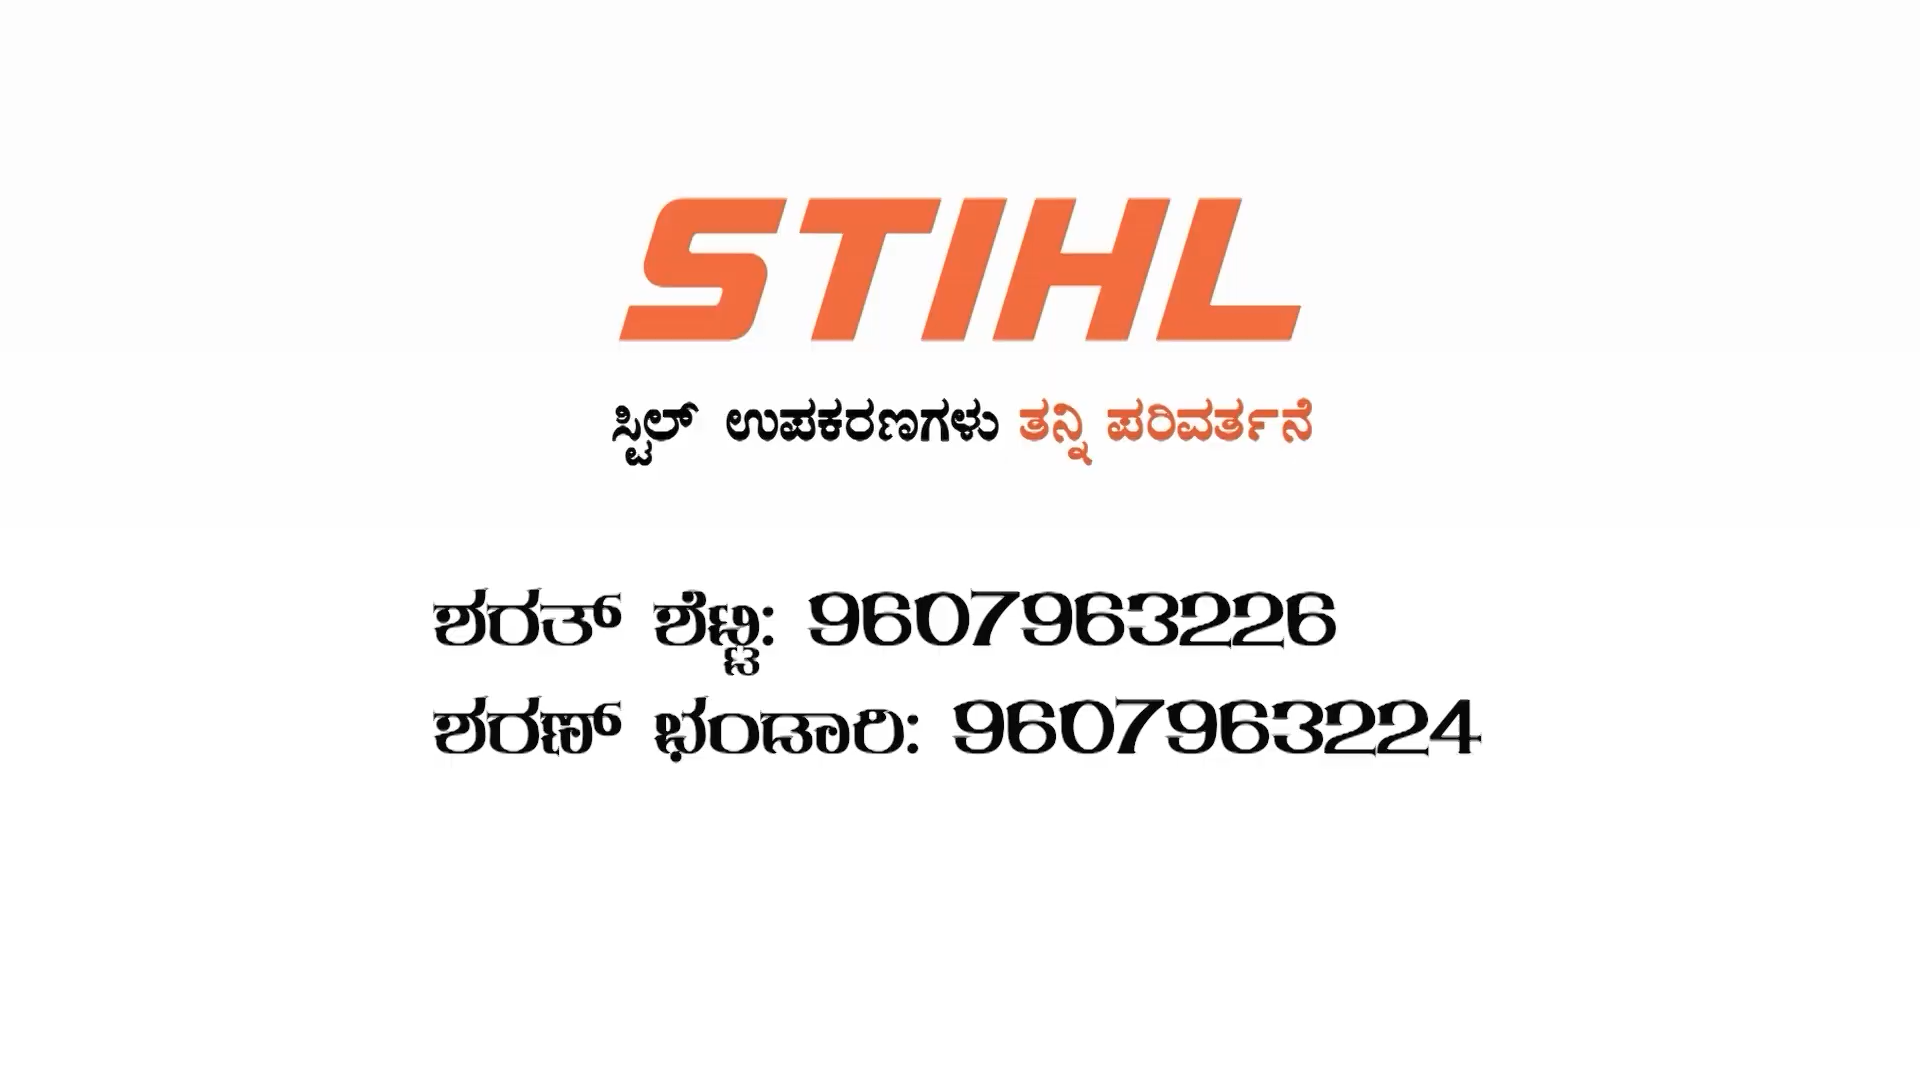 STIHL
ಸ್ಟಿಲ್ ಉಪಕರಣಗಳು ತನ್ನಿ ಪರಿವರ್ತನೆ
ಶರತ್ ಶೆಟ್ಟಿ: 9607963226
ಶರಣ್ ಭಂಡಾರಿ: 9607963224